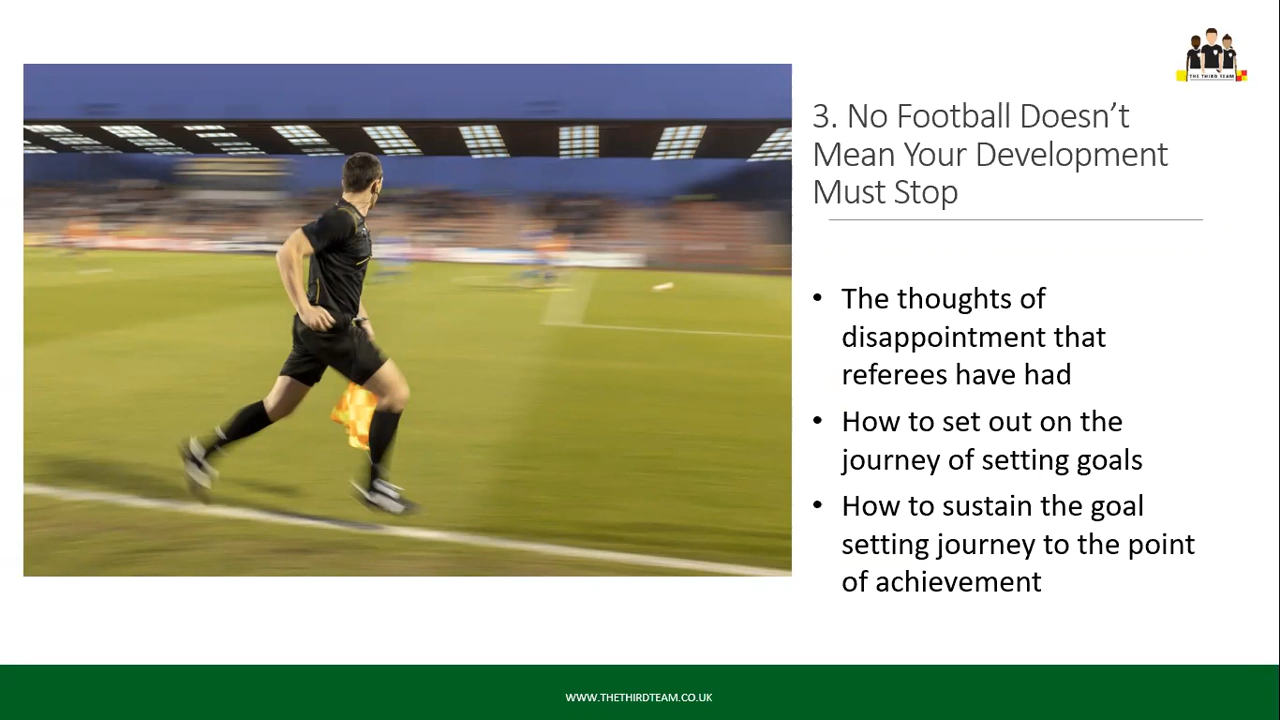 THE THIRD TEAM
3. No Football Doesn’t
Mean Your Development
Must Stop
• The thoughts of
disappointment that
referees have had
• How to set out on the
journey of setting goals
• How to sustain the goal
setting journey to the point
of achievement
WWW.THETHIRDTEAM.CO.UK